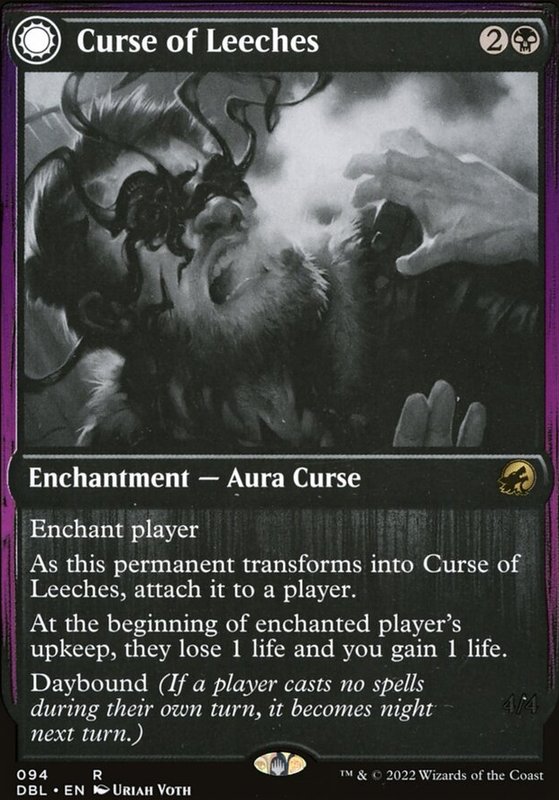 Curse of Leeches
2
Enchantment — Aura Curse
Enchant player
As this permanent transforms into Curse of
Leeches, attach it to a player.
At the beginning of enchanted player's
upkeep, they lose 1 life and you gain 1 life.
Daybound (If a player casts no spells
during their own turn, it becomes night
next turn.)
4/4
094 R
DBL • EN Uriah Voth
™ & © 2022 Wizards of the Coast